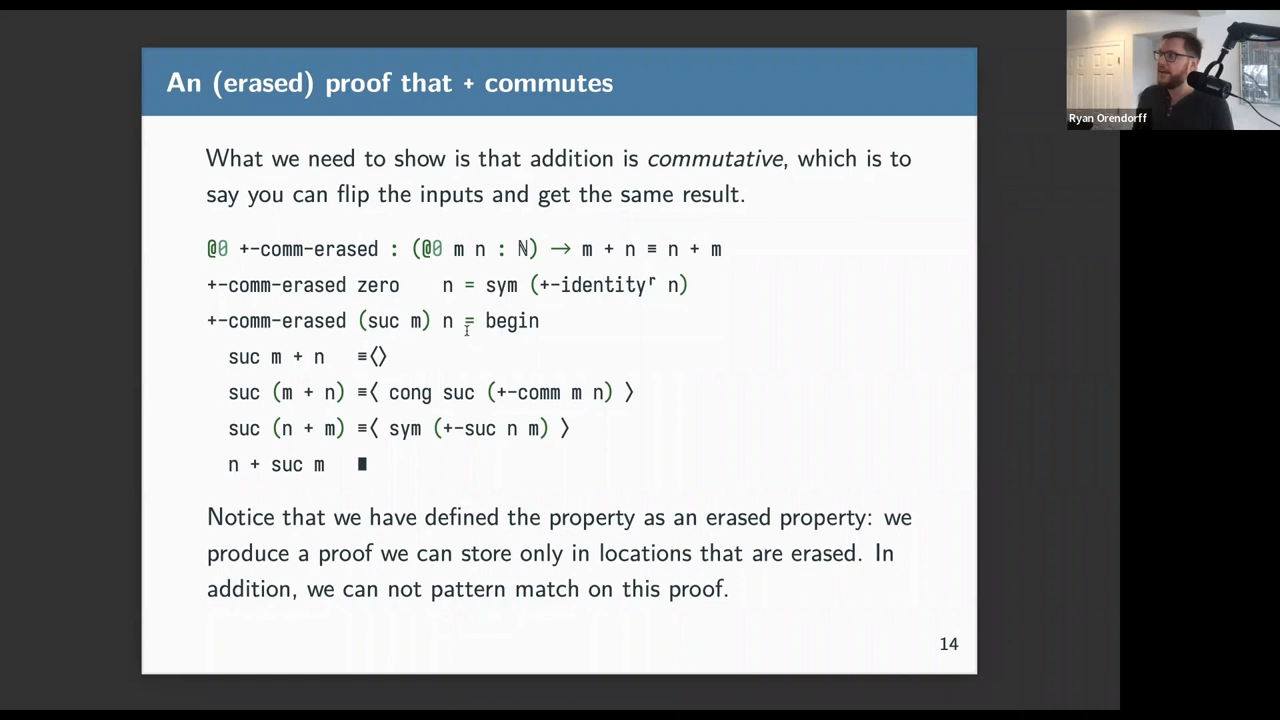 An (erased) proof that + commutes
Ryan Orendorff
What we need to show is that addition is commutative, which is to
say you can flip the inputs and get the same result.
@0 +-comm-erased : (@0 m n : ℕ) → m + n ≡ n + m
+-comm-erased zero    n = sym (+-identityʳ n)
+-comm-erased (suc m) n = begin
  suc m + n   ≡⟨⟩
  suc (m + n) ≡⟨ cong suc (+-comm m n) ⟩
  suc (n + m) ≡⟨ sym (+-suc n m) ⟩
  n + suc m   ∎
Notice that we have defined the property as an erased property: we
produce a proof we can store only in locations that are erased. In
addition, we can not pattern match on this proof.
14